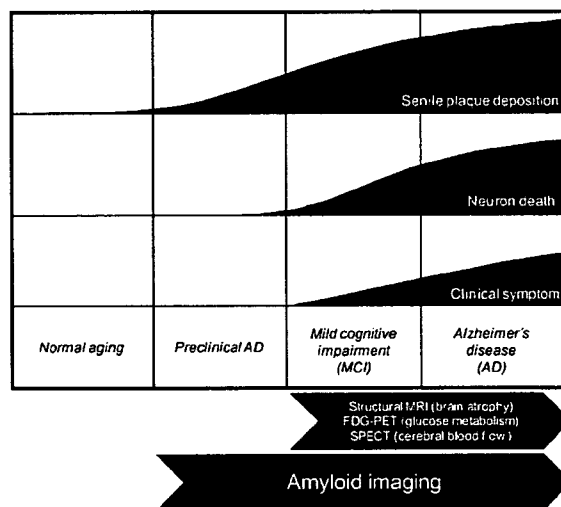 Senile plaque deposition
Neuron death
Clinical symptom
Normal aging
Preclinical AD
Mild cognitive
impairment
(MCI)
Alzheimer's
disease
(AD)
Structural MRI (brain atrophy)
FDG-PET (glucose metabolism)
SPECT (cerebral blood flow)
Amyloid imaging